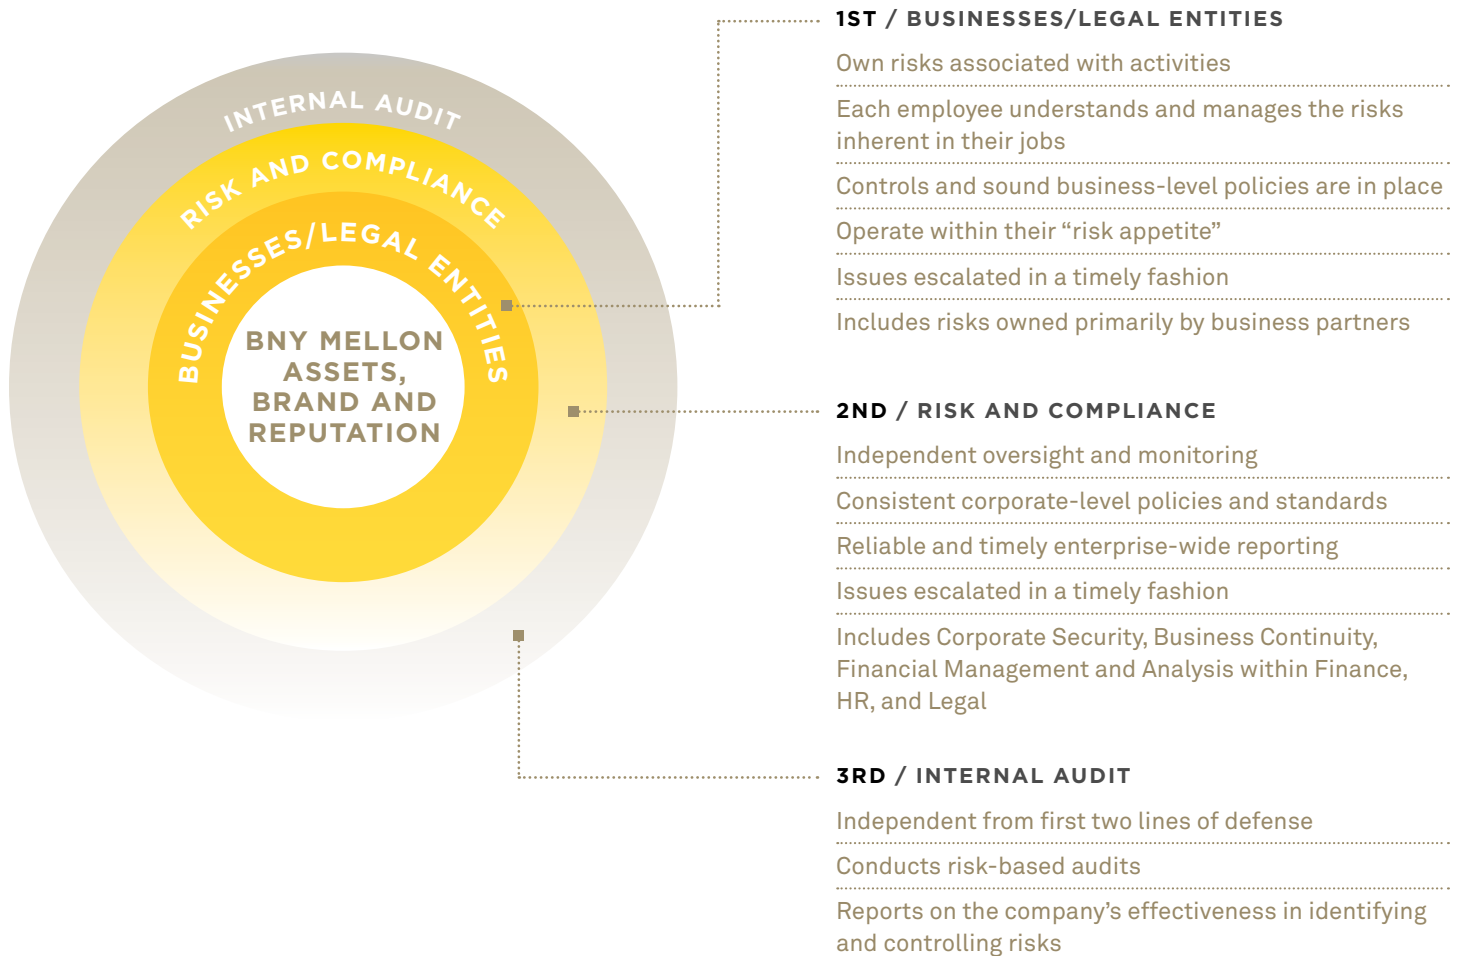 INTERNAL AUDIT
RISK AND COMPLIANCE
BUSINESSES/LEGAL ENTITIES
BNY MELLON
ASSETS,
BRAND AND
REPUTATION
1ST / BUSINESSES/LEGAL ENTITIES
Own risks associated with activities
Each employee understands and manages the risks
inherent in their jobs
Controls and sound business-level policies are in place
Operate within their “risk appetite”
Issues escalated in a timely fashion
Includes risks owned primarily by business partners
2ND / RISK AND COMPLIANCE
Independent oversight and monitoring
Consistent corporate-level policies and standards
Reliable and timely enterprise-wide reporting
Issues escalated in a timely fashion
Includes Corporate Security, Business Continuity,
Financial Management and Analysis within Finance,
HR, and Legal
3RD / INTERNAL AUDIT
Independent from first two lines of defense
Conducts risk-based audits
Reports on the company’s effectiveness in identifying
and controlling risks